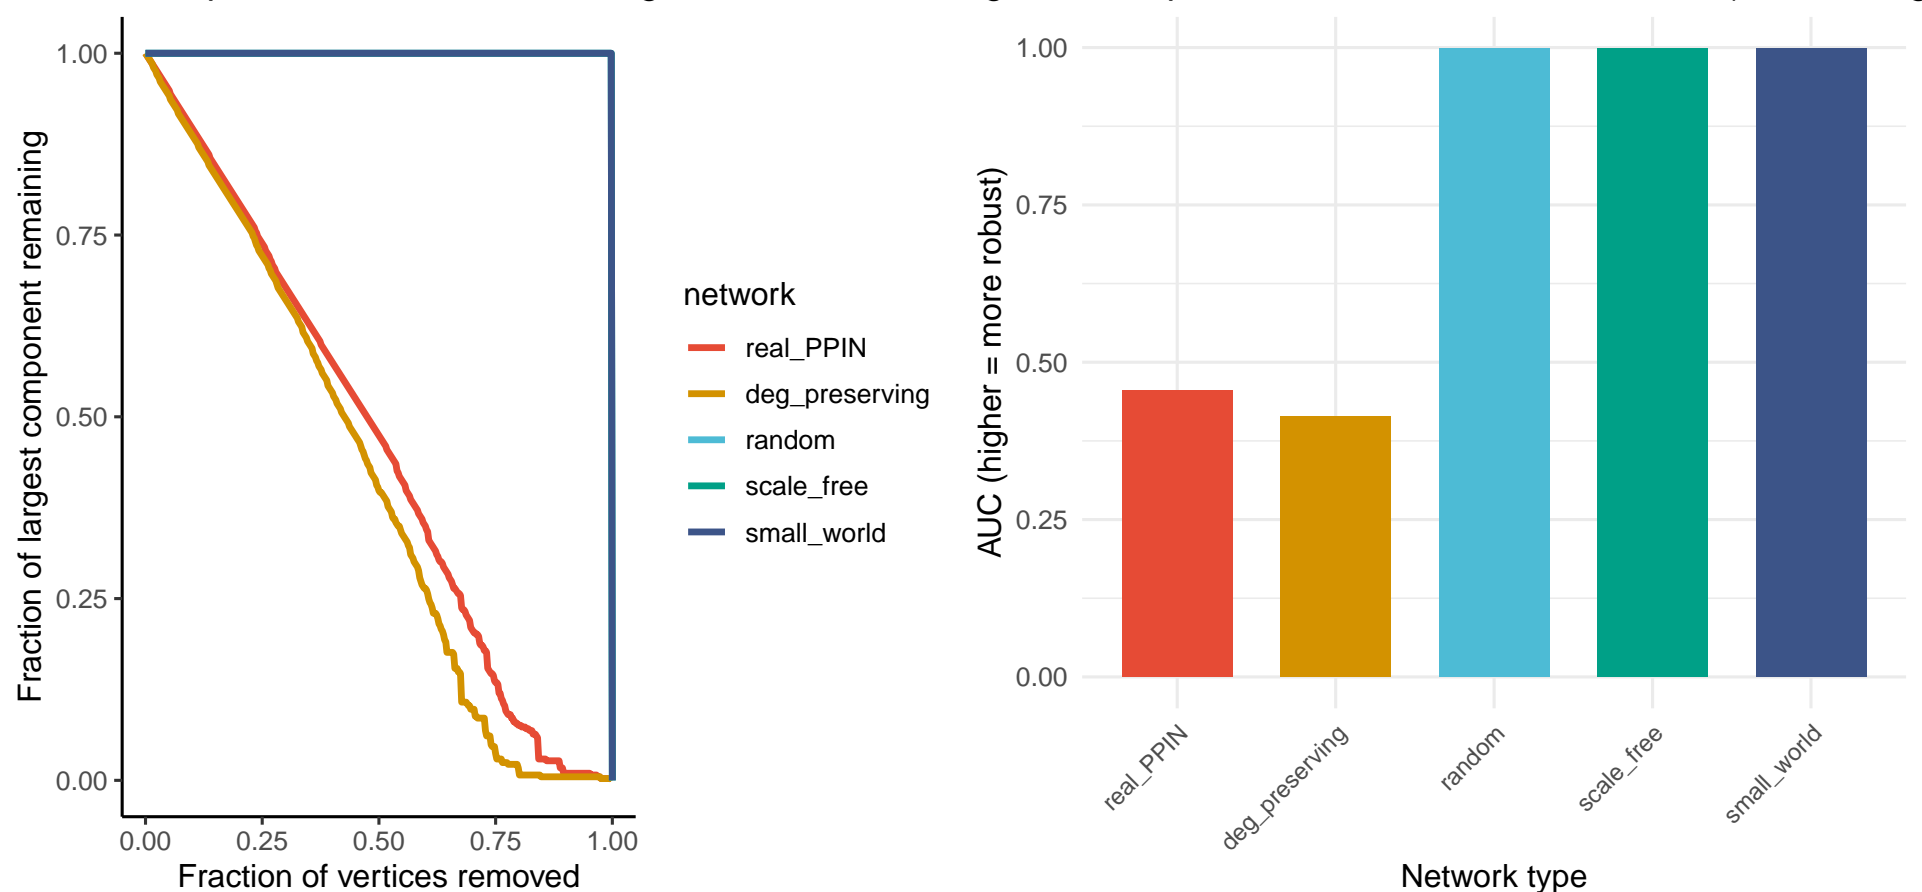 1.00
0.75
0.50
0.25
0.00
Fraction of largest component remaining
0.00 0.25 0.50 0.75 1.00
Fraction of vertices removed
network
real_PPIN
deg_preserving
random
scale_free
small_world
1.00
0.75
0.50
0.25
0.00
AUC (higher = more robust)
real_PPIN
deg_preserving
random
scale_free
small_world
Network type